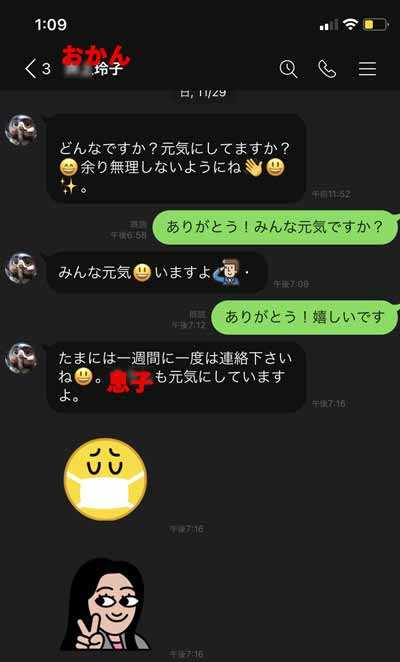 1:09
おかん
3
玲子
日, 11/29
どんなですか？元気にしてますか？
😄余り無理しないようにね👋😃
✨。
午前11:52
既読
午後6:58
ありがとう！みんな元気ですか？
みんな元気😃いますよ・
午後7:09
既読
午後7:12
ありがとう！嬉しいです
たまには一週間に一度は連絡下さい
ね😃。息子も元気にしています
よ。
午後7:16
午後7:16
午後7:16